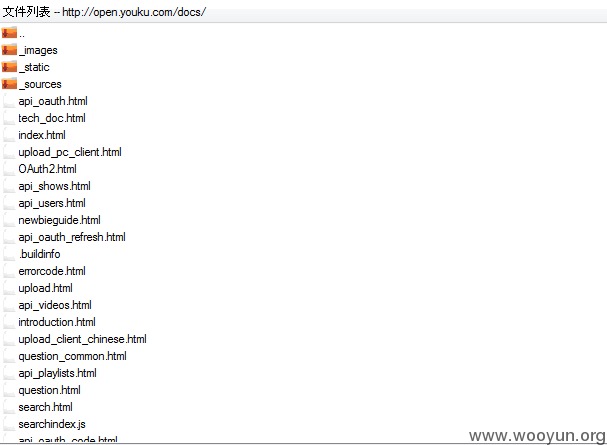 文件列表 -- http://open.youku.com/docs/
..
_images
_static
_sources
api_oauth.html
tech_doc.html
index.html
upload_pc_client.html
OAuth2.html
api_shows.html
api_users.html
newbieguide.html
api_oauth_refresh.html
.buildinfo
errorcode.html
upload.html
api_videos.html
introduction.html
upload_client_chinese.html
question_common.html
api_playlists.html
question.html
search.html
searchindex.js
api_oauth_code.html
www.wooyun.org